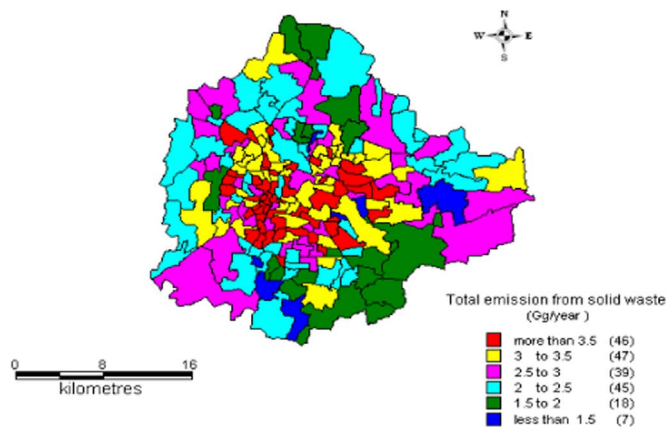 N
W E
S
Total emission from solid waste
(Gg/year)
more than 3.5 (46)
3 to 3.5 (47)
2.5 to 3 (39)
2 to 2.5 (45)
1.5 to 2 (18)
less than 1.5 (7)
0 8 16
kilometres